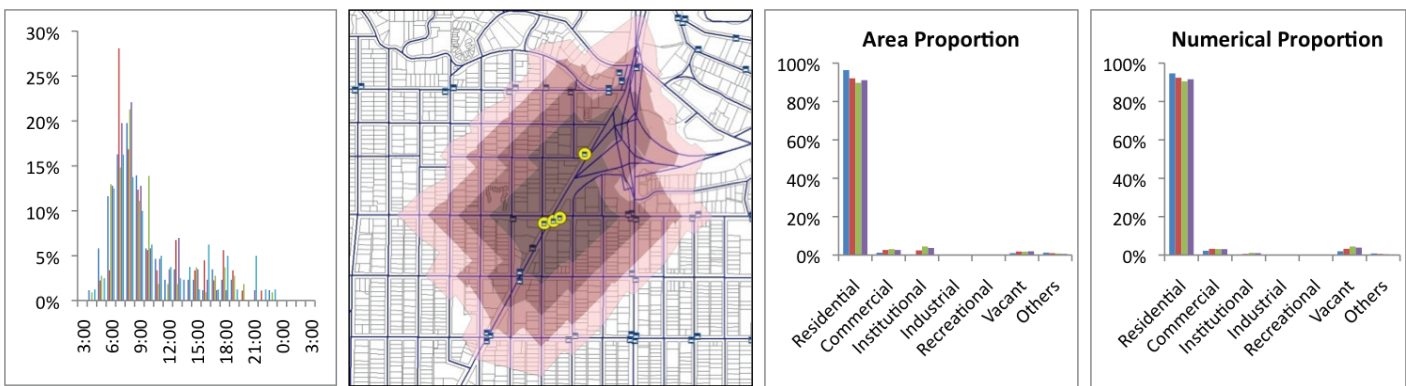 30%
25%
20%
15%
10%
5%
0%
3:00
6:00
9:00
12:00
15:00
18:00
21:00
0:00
3:00
Area Proportion
100%
80%
60%
40%
20%
0%
Residential
Commercial
Institutional
Industrial
Recreational
Vacant
Others
Numerical Proportion
100%
80%
60%
40%
20%
0%
Residential
Commercial
Institutional
Industrial
Recreational
Vacant
Others